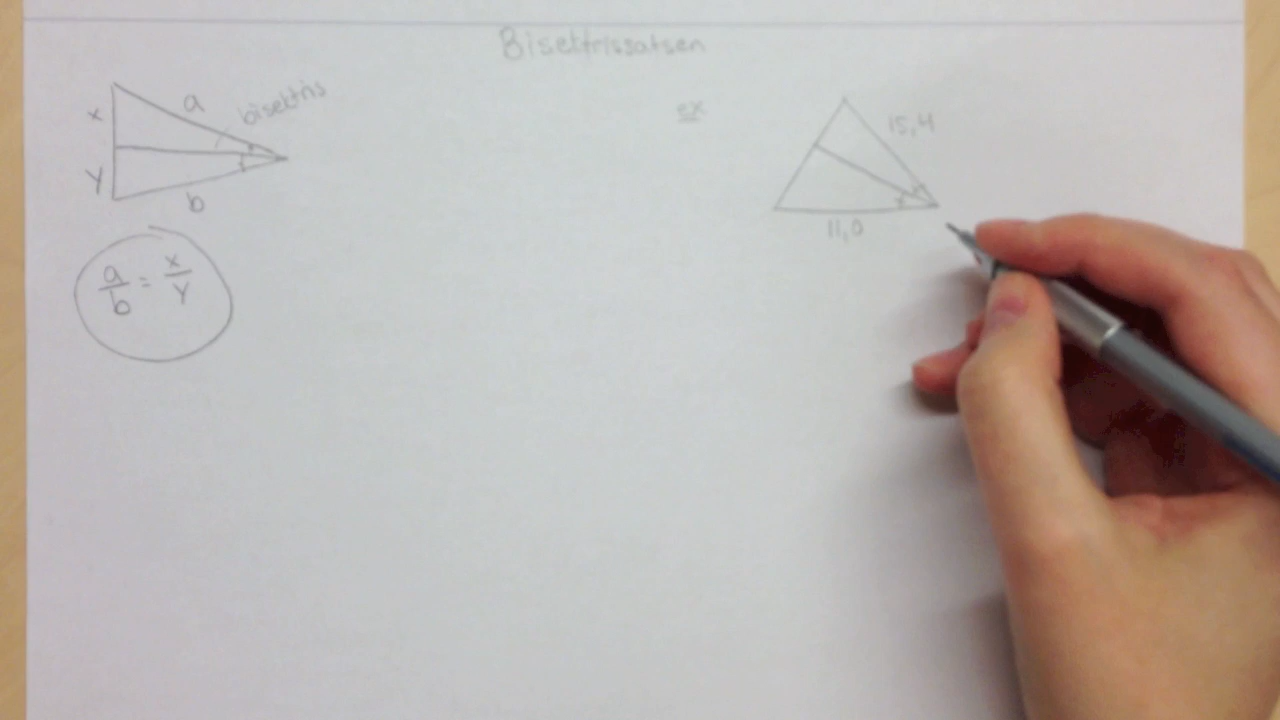 Bisektrissatsen
x
a
bisektris
y
b
a/b = x/y
ex
15,4
11,0